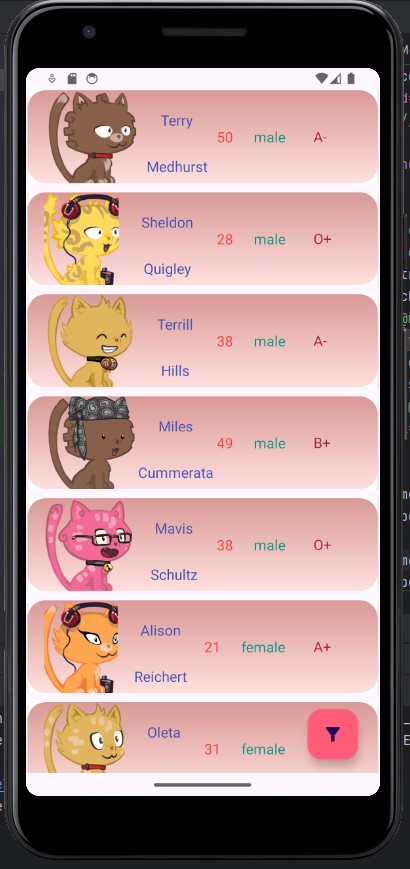 Terry
50 male A-
Medhurst
Sheldon
28 male O+
Quigley
Terrill
38 male A-
Hills
Miles
49 male B+
Cummerata
Mavis
38 male O+
Schultz
Alison
21 female A+
Reichert
Oleta
31 female